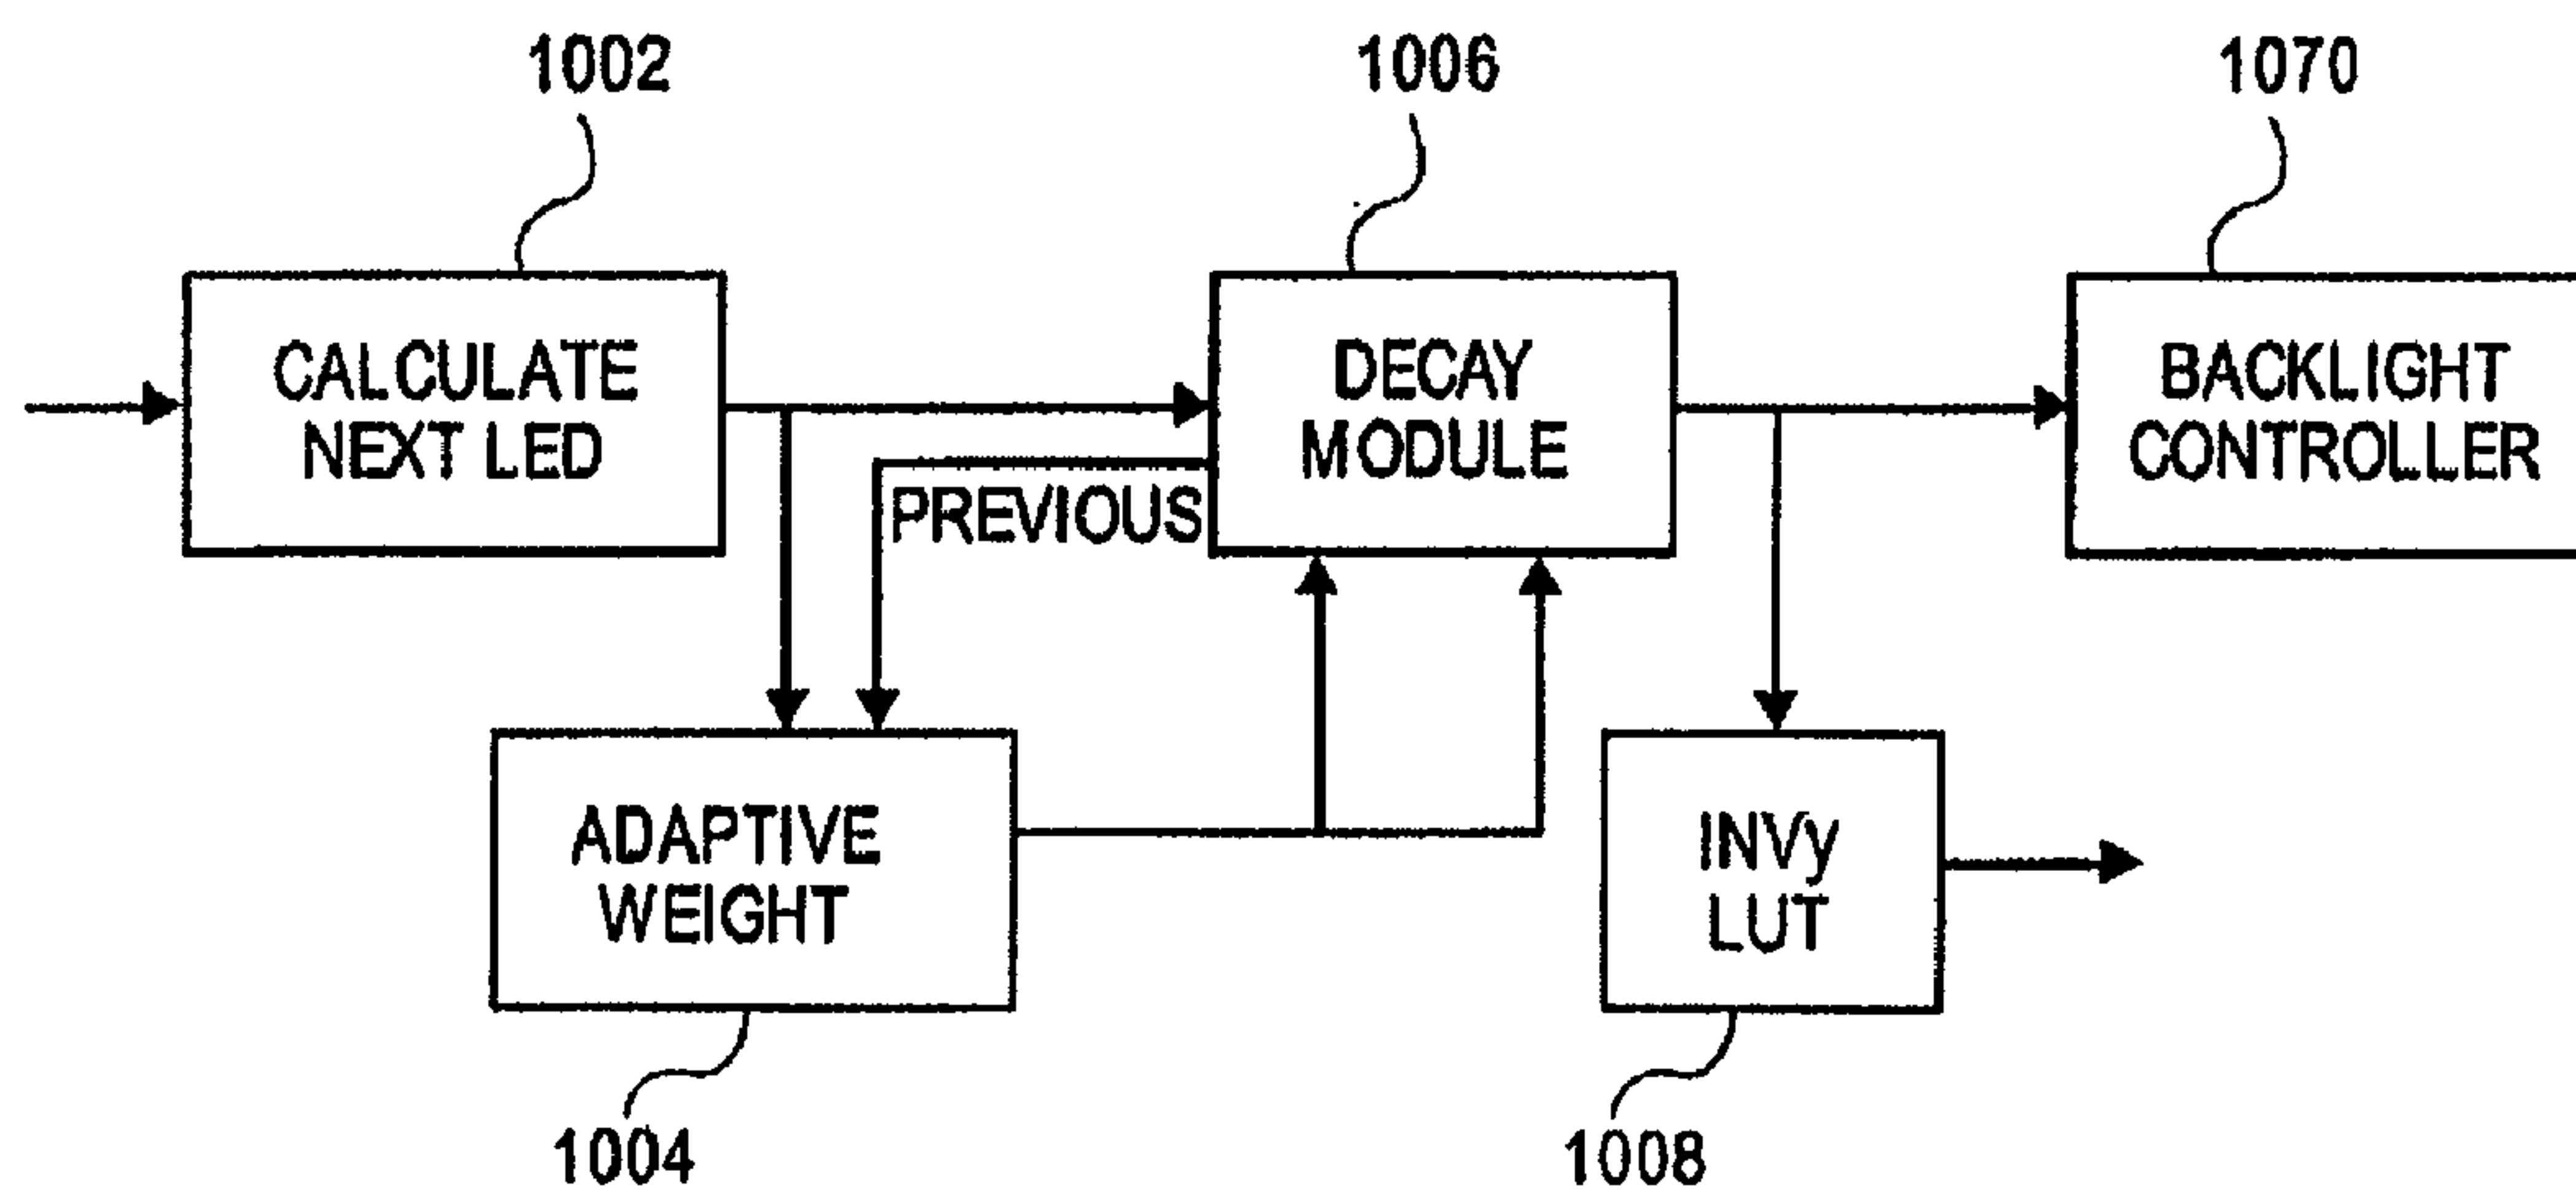 1002
1006
1070
CALCULATE
NEXT LED
DECAY
MODULE
BACKLIGHT
CONTROLLER
PREVIOUS
ADAPTIVE
WEIGHT
INVy
LUT
1004
1008